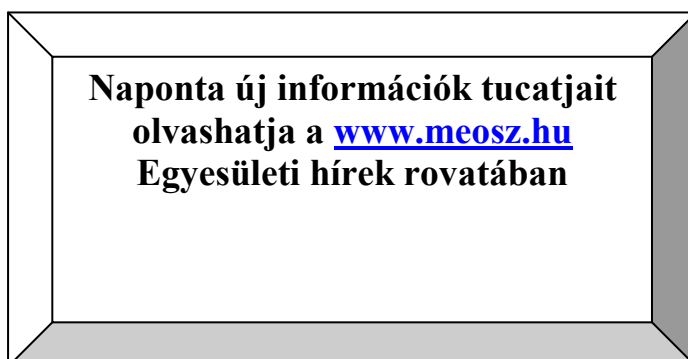 Naponta új információk tucatjait
olvashatja a www.meosz.hu
Egyesületi hírek rovatában